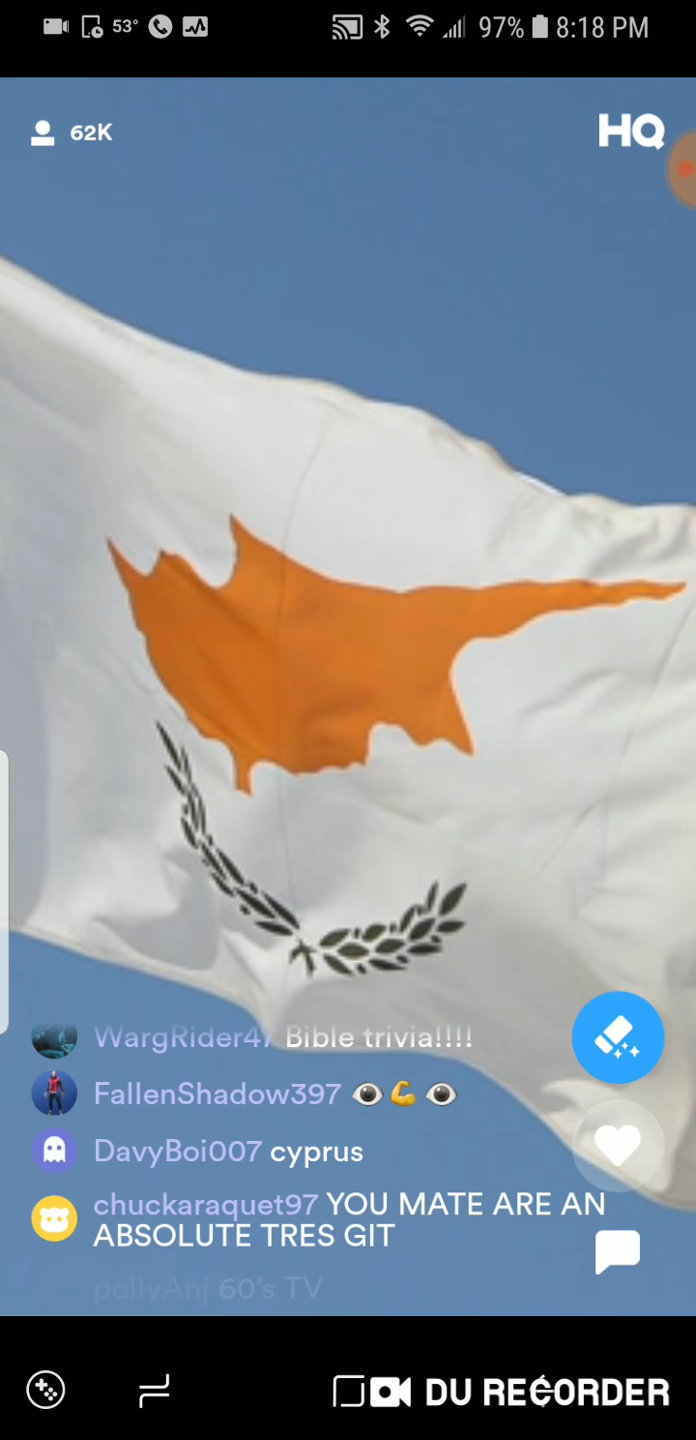 53° 97% 8:18 PM
62K HQ
WargRider47 Bible trivia!!!!
FallenShadow397 👁💪👁
DavyBoi007 cyprus
chuckaraquet97 YOU MATE ARE AN
ABSOLUTE TRES GIT
pollyAnj 60's TV
DU RECORDER